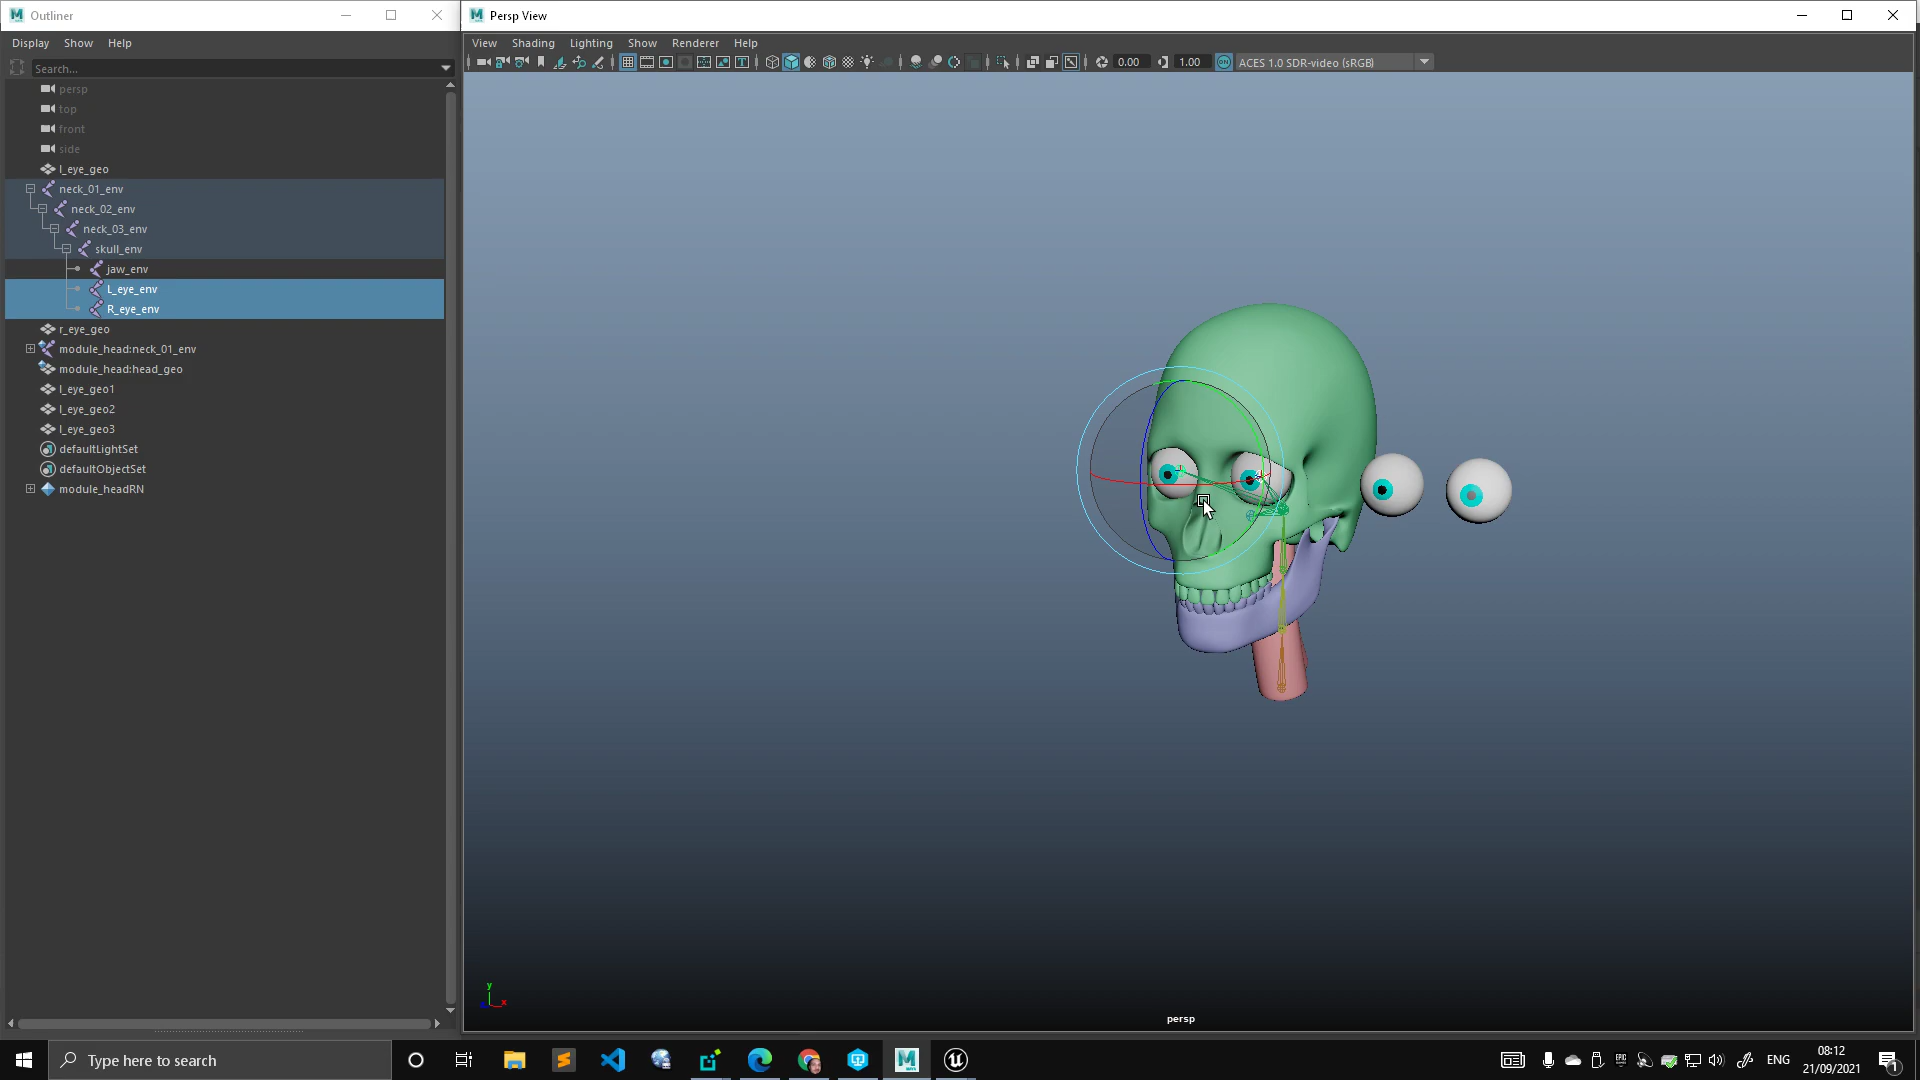 Outliner
Display Show Help
Search...
persp
top
front
side
l_eye_geo
neck_01_env
neck_02_env
neck_03_env
skull_env
jaw_env
L_eye_env
R_eye_env
r_eye_geo
module_head:neck_01_env
module_head:head_geo
l_eye_geo1
l_eye_geo2
l_eye_geo3
defaultLightSet
defaultObjectSet
module_headRN
Persp View
View Shading Lighting Show Renderer Help
0.00 1.00 ON ACES 1.0 SDR-video (sRGB)
y
x
persp
Type here to search
EPIC
ENG
08:12
21/09/2021
1